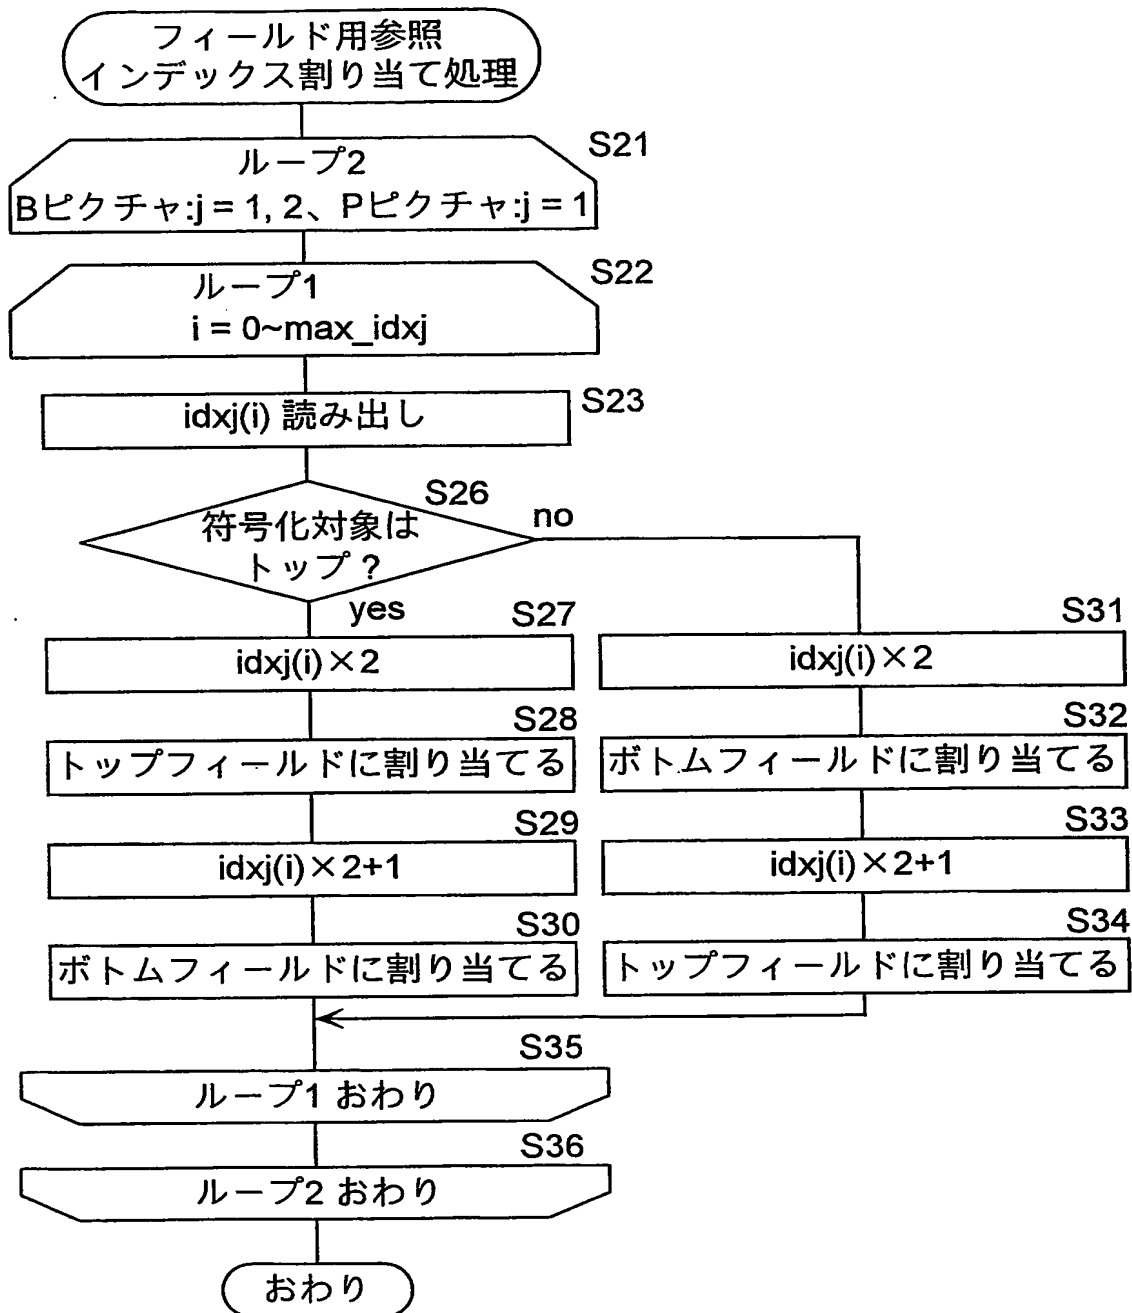 フィールド用参照
インデックス割り当て処理
S21
ループ2
Bピクチャ:j = 1, 2、Pピクチャ:j = 1
S22
ループ1
i = 0~max_idxj
idxj(i) 読み出し
S23
S26
符号化対象は
トップ?
no
yes
S27
idxj(i)×2
S28
トップフィールドに割り当てる
S29
idxj(i)×2+1
S30
ボトムフィールドに割り当てる
S31
idxj(i)×2
S32
ボトムフィールドに割り当てる
S33
idxj(i)×2+1
S34
トップフィールドに割り当てる
S35
ループ1 おわり
S36
ループ2 おわり
おわり